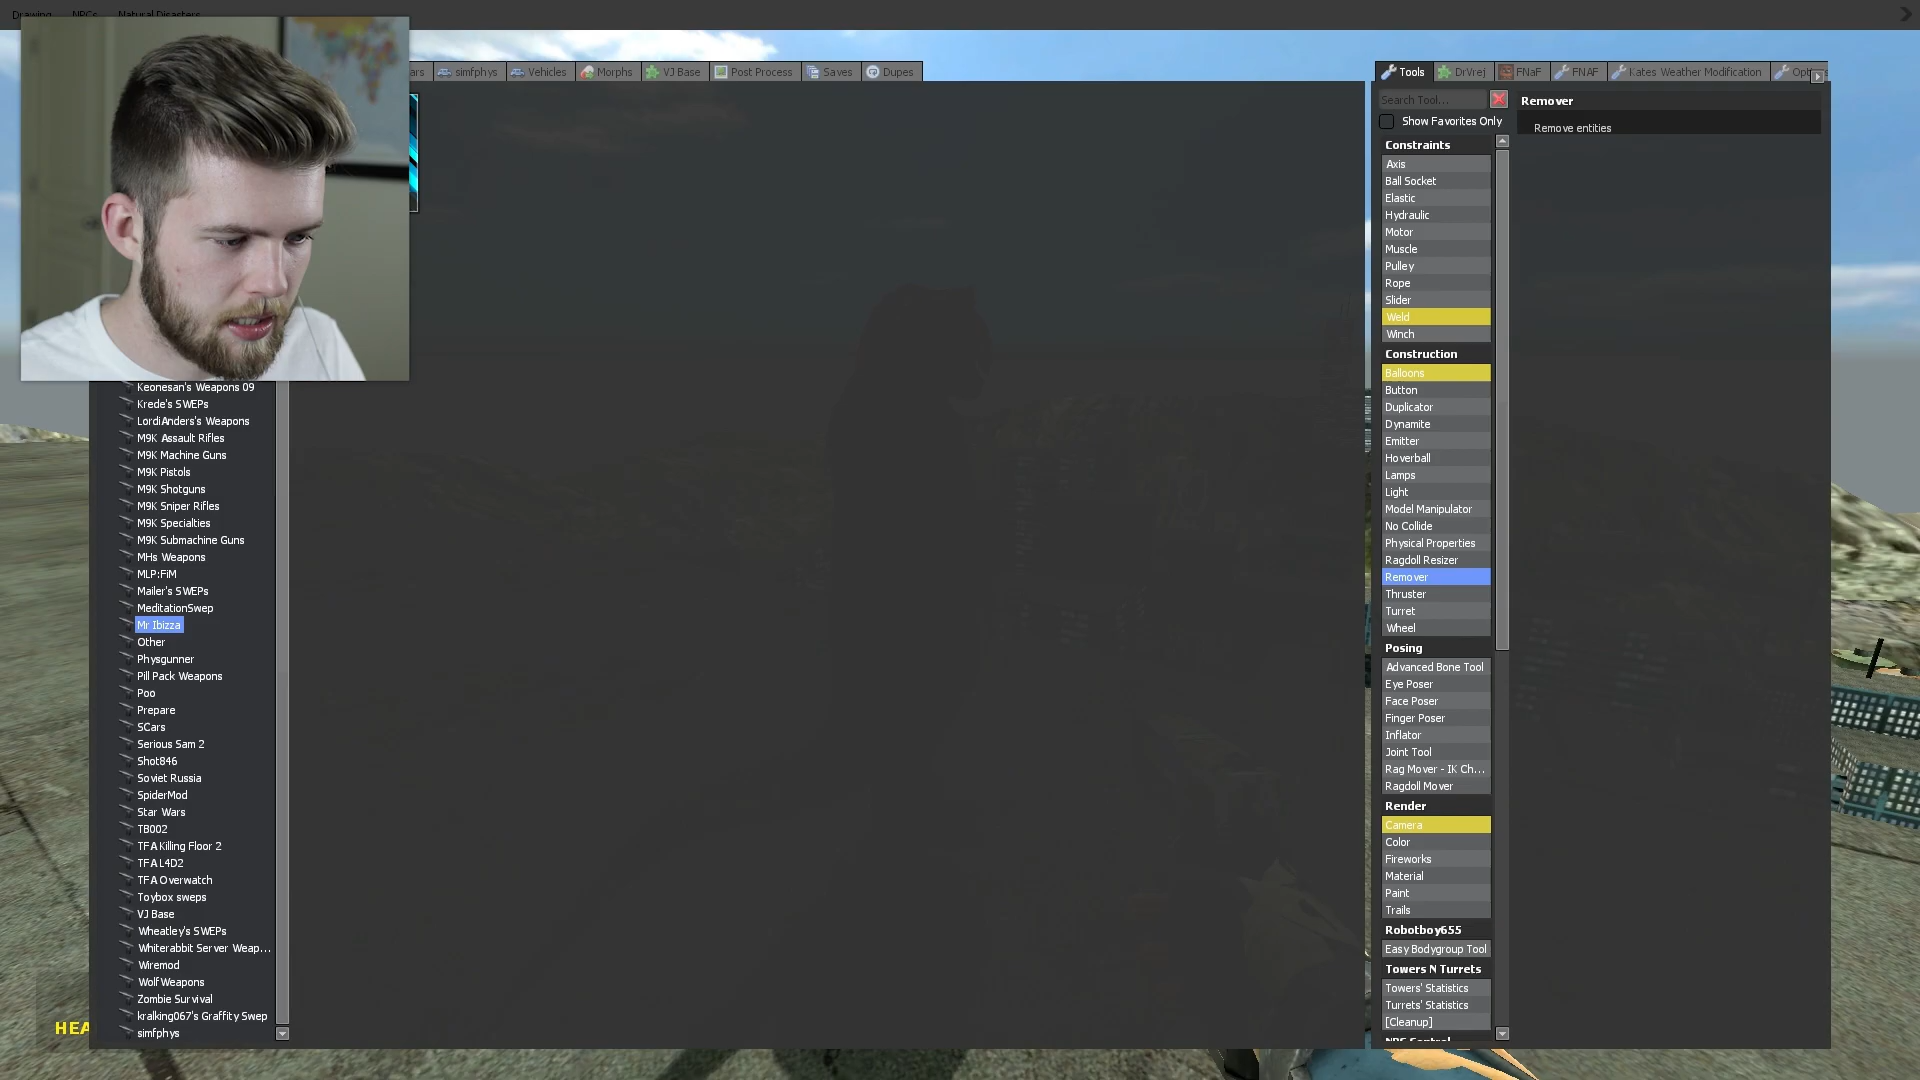 Drawing NPCs Natural Disasters
simfphys Vehicles Morphs VJ Base Post Process Saves Dupes
Keonesan's Weapons 09
Krede's SWEPs
LordiAnders's Weapons
M9K Assault Rifles
M9K Machine Guns
M9K Pistols
M9K Shotguns
M9K Sniper Rifles
M9K Specialties
M9K Submachine Guns
MHs Weapons
MLP:FiM
Mailer's SWEPs
MeditationSwep
Mr Ibizza
Other
Physgunner
Pill Pack Weapons
Poo
Prepare
SCars
Serious Sam 2
Shot846
Soviet Russia
SpiderMod
Star Wars
TB002
TFA Killing Floor 2
TFA L4D2
TFA Overwatch
Toybox sweps
VJ Base
Wheatley's SWEPs
Whiterabbit Server Weap...
Wiremod
Wolf Weapons
Zombie Survival
kralking067's Graffity Swep
simfphys
HEA
Tools DrVrej FNaF FNAF Kates Weather Modification
Search Tool...
Show Favorites Only
Constraints
Axis
Ball Socket
Elastic
Hydraulic
Motor
Muscle
Pulley
Rope
Slider
Weld
Winch
Construction
Balloons
Button
Duplicator
Dynamite
Emitter
Hoverball
Lamps
Light
Model Manipulator
No Collide
Physical Properties
Ragdoll Resizer
Remover
Thruster
Turret
Wheel
Posing
Advanced Bone Tool
Eye Poser
Face Poser
Finger Poser
Inflator
Joint Tool
Rag Mover - IK Ch...
Ragdoll Mover
Render
Camera
Color
Fireworks
Material
Paint
Trails
Robotboy655
Easy Bodygroup Tool
Towers N Turrets
Towers' Statistics
Turrets' Statistics
[Cleanup]
Remover
Remove entities